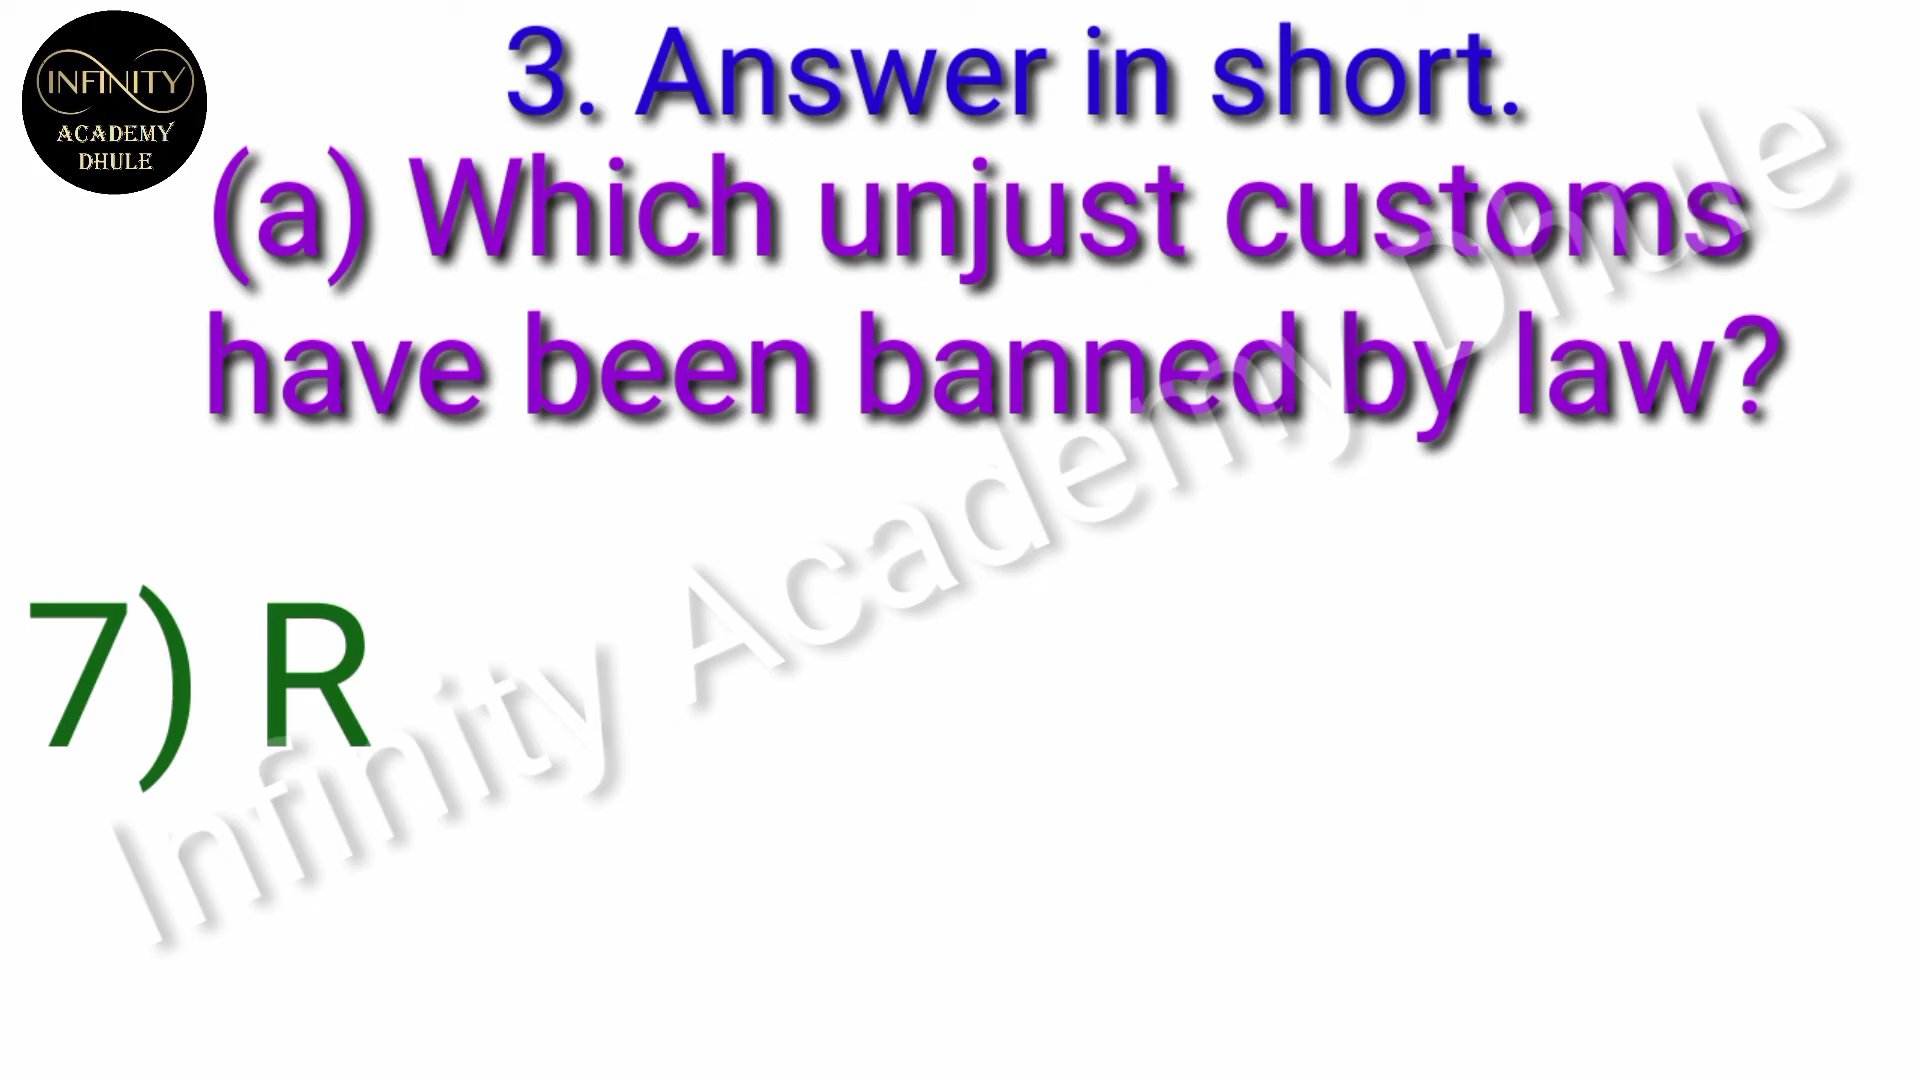 INFINITY
ACADEMY
DHULE
3. Answer in short.
(a) Which unjust customs
have been banned by law?
7) R
Infinity Academy Dhule